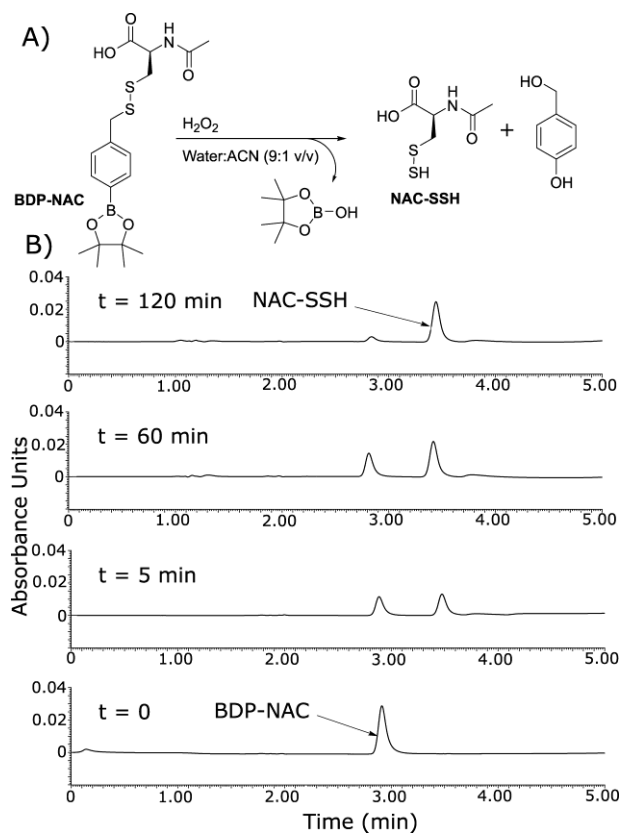 A)
O
HO
H
N
O
S
S
BDP-NAC
B
O
O
H2O2
Water:ACN (9:1 v/v)
O
B-OH
O
O
HO
H
N
O
S
SH
NAC-SSH
+
HO
OH
B)
Absorbance Units
0.04
0.02
0
t = 120 min
NAC-SSH
0 1.00 2.00 3.00 4.00 5.00
0.04
0.02
0
t = 60 min
0 1.00 2.00 3.00 4.00 5.00
0.04
0.02
0
t = 5 min
0 1.00 2.00 3.00 4.00 5.00
0.04
0.02
0
t = 0
BDP-NAC
0 1.00 2.00 3.00 4.00 5.00
Time (min)